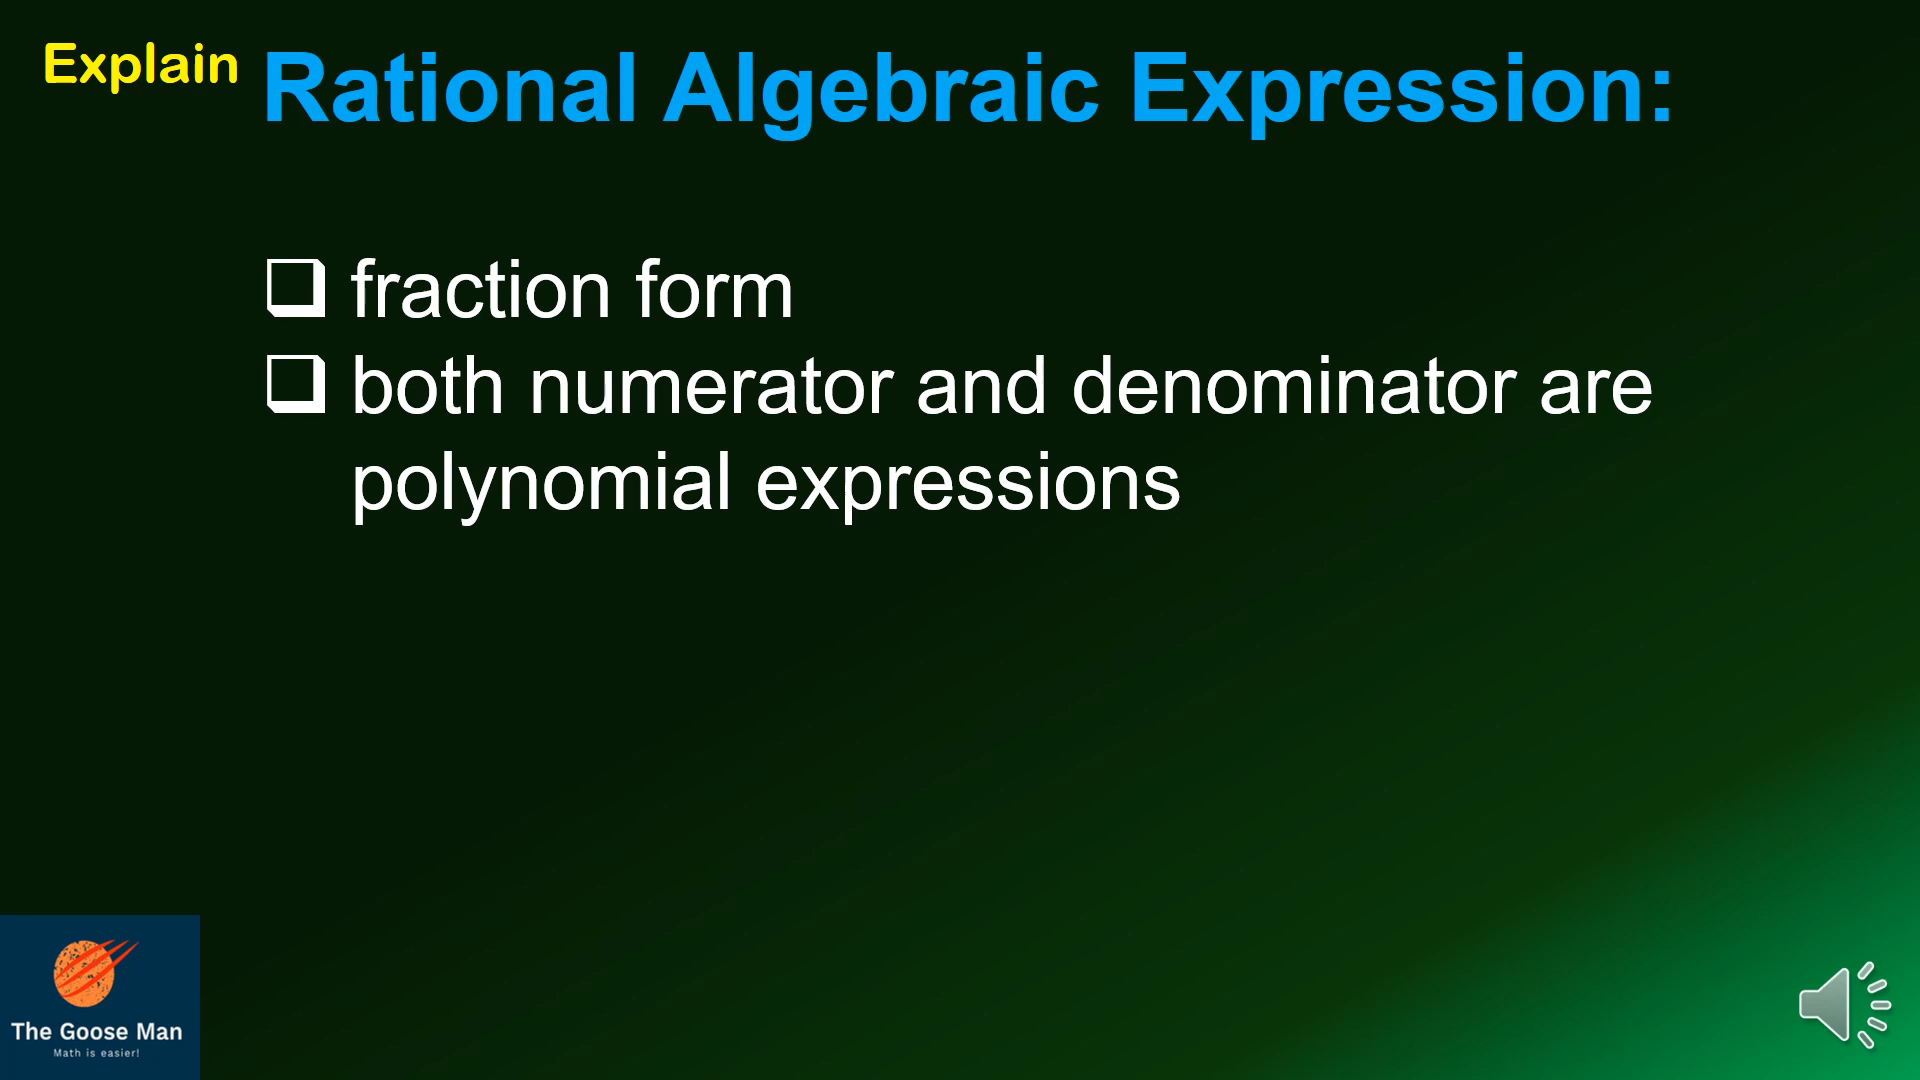 Explain
Rational Algebraic Expression:
❑ fraction form
❑ both numerator and denominator are
polynomial expressions
The Goose Man
Math is easier!